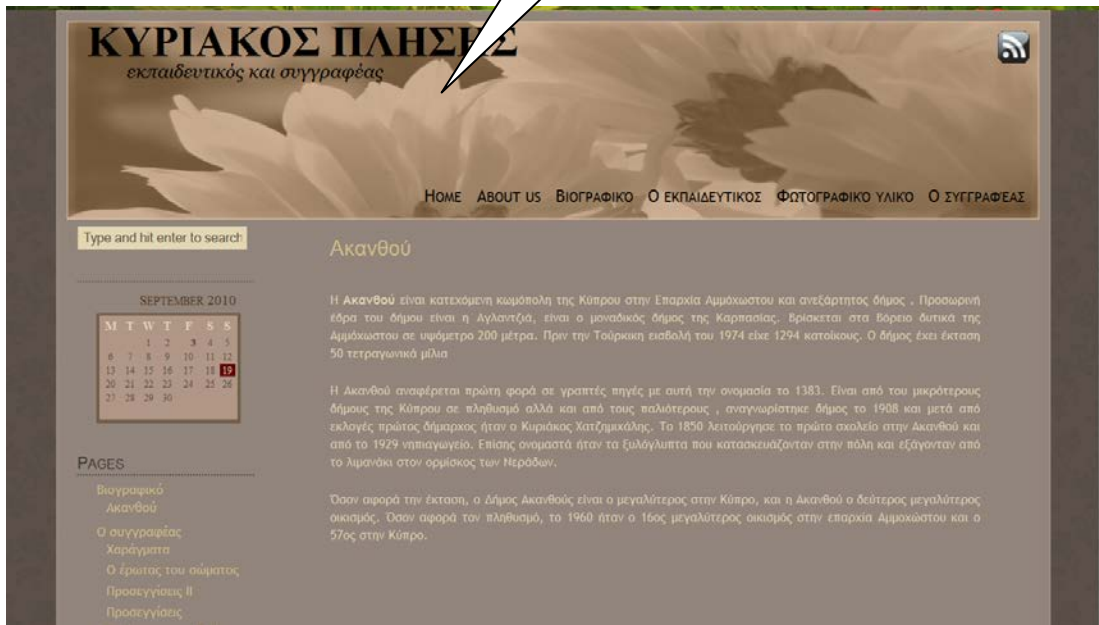 ΚΥΡΙΑΚΟΣ ΠΛΗΣΗΣ
εκπαιδευτικός και συγγραφέας
Home About us Βιογραφικο Ο εκπαιδευτικος Φωτογραφικο υλικο Ο συγγραφέας
Type and hit enter to search
Ακανθού
SEPTEMBER 2010
M T W T F S S
1 2 3 4 5
6 7 8 9 10 11 12
13 14 15 16 17 18 19
20 21 22 23 24 25 26
27 28 29 30
Pages
Βιογραφικό
Ακανθού
Ο συγγραφέας
Χαράγματα
Ο έρωτας του σώματος
Προσεγγίσεις ΙΙ
Προσεγγίσεις
Η Ακανθού είναι κατεχόμενη κωμόπολη της Κύπρου στην Επαρχία Αμμόχωστου και ανεξάρτητος δήμος . Προσωρινή
έδρα του δήμου είναι η Αγλαντζιά, είναι ο μοναδικός δήμος της Καρπασίας. Βρίσκεται στα Βόρειο δυτικά της
Αμμόχωστου σε υψόμετρο 200 μέτρα. Πριν την Τούρκικη εισβολή του 1974 είχε 1294 κατοίκους. Ο δήμος έχει έκταση
50 τετραγωνικά μίλια
Η Ακανθού αναφέρεται πρώτη φορά σε γραπτές πηγές με αυτή την ονομασία το 1383. Είναι από του μικρότερους
δήμους της Κύπρου σε πληθυσμό αλλά και από τους παλιότερους , αναγνωρίστηκε δήμος το 1908 και μετά από
εκλογές πρώτος δήμαρχος ήταν ο Κυριάκος Χατζημιχάλης. Το 1850 λειτούργησε το πρώτο σχολείο στην Ακανθού και
από το 1929 νηπιαγωγείο. Επίσης ονομαστά ήταν τα ξυλόγλυπτα που κατασκευάζονταν στην πόλη και εξάγονταν από
το λιμανάκι στον ορμίσκος των Νεράδων.
Όσον αφορά την έκταση, ο Δήμος Ακανθούς είναι ο μεγαλύτερος στην Κύπρο, και η Ακανθού ο δεύτερος μεγαλύτερος
οικισμός. Όσον αφορά τον πληθυσμό, το 1960 ήταν ο 16ος μεγαλύτερος οικισμός στην επαρχία Αμμοχώστου και ο
57ος στην Κύπρο.